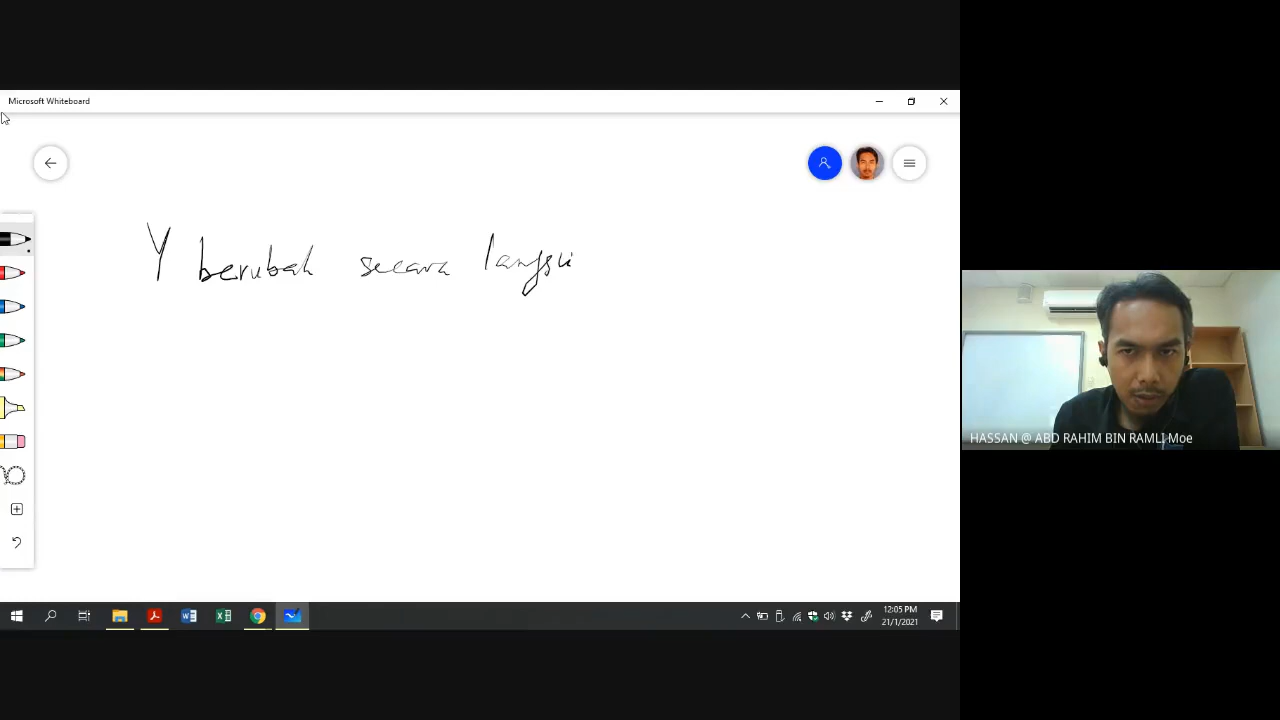 Microsoft Whiteboard
Y berubah secara langsu
HASSAN @ ABD RAHIM BIN RAMLI Moe
12:05 PM
21/1/2021